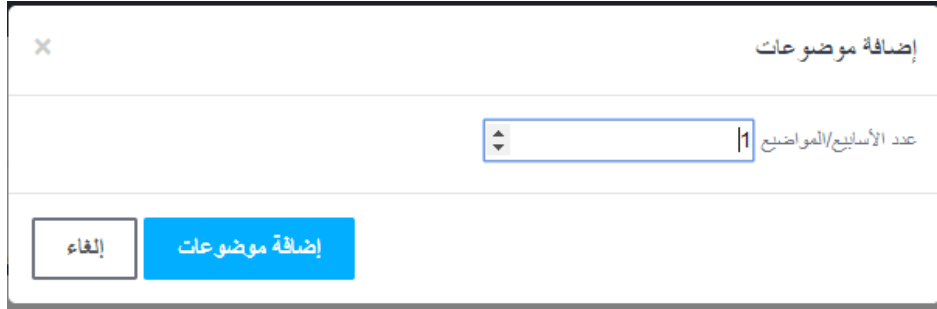 إضافة موضوعات
×
عدد الأسابيع/المواضيع 1
إضافة موضوعات
إلغاء